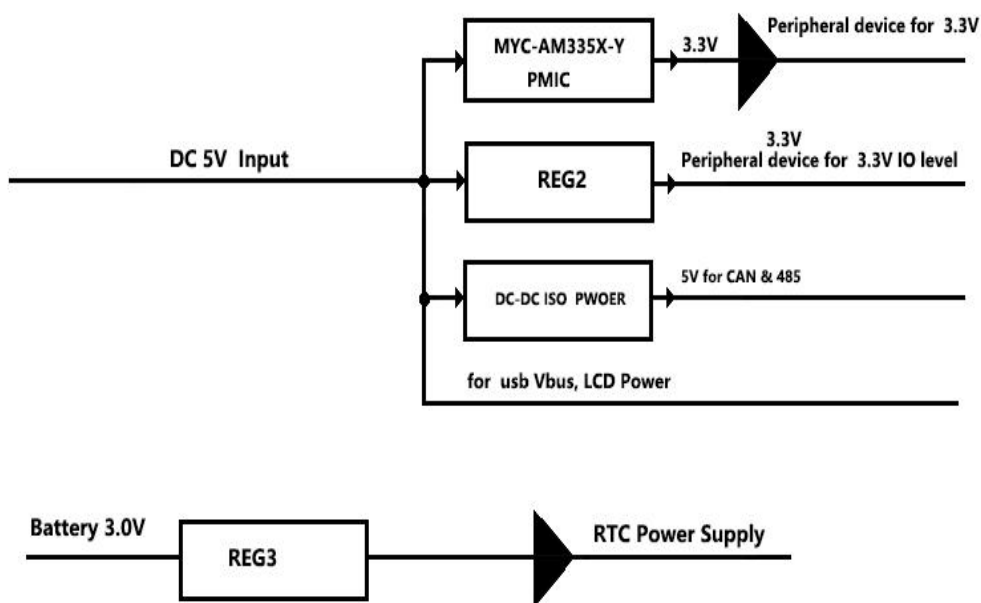 Peripheral device for 3.3V
MYC-AM335X-Y
PMIC
3.3V
DC 5V Input
REG2
3.3V
Peripheral device for 3.3V IO level
DC-DC ISO PWOER
5V for CAN & 485
for usb Vbus, LCD Power
Battery 3.0V
REG3
RTC Power Supply